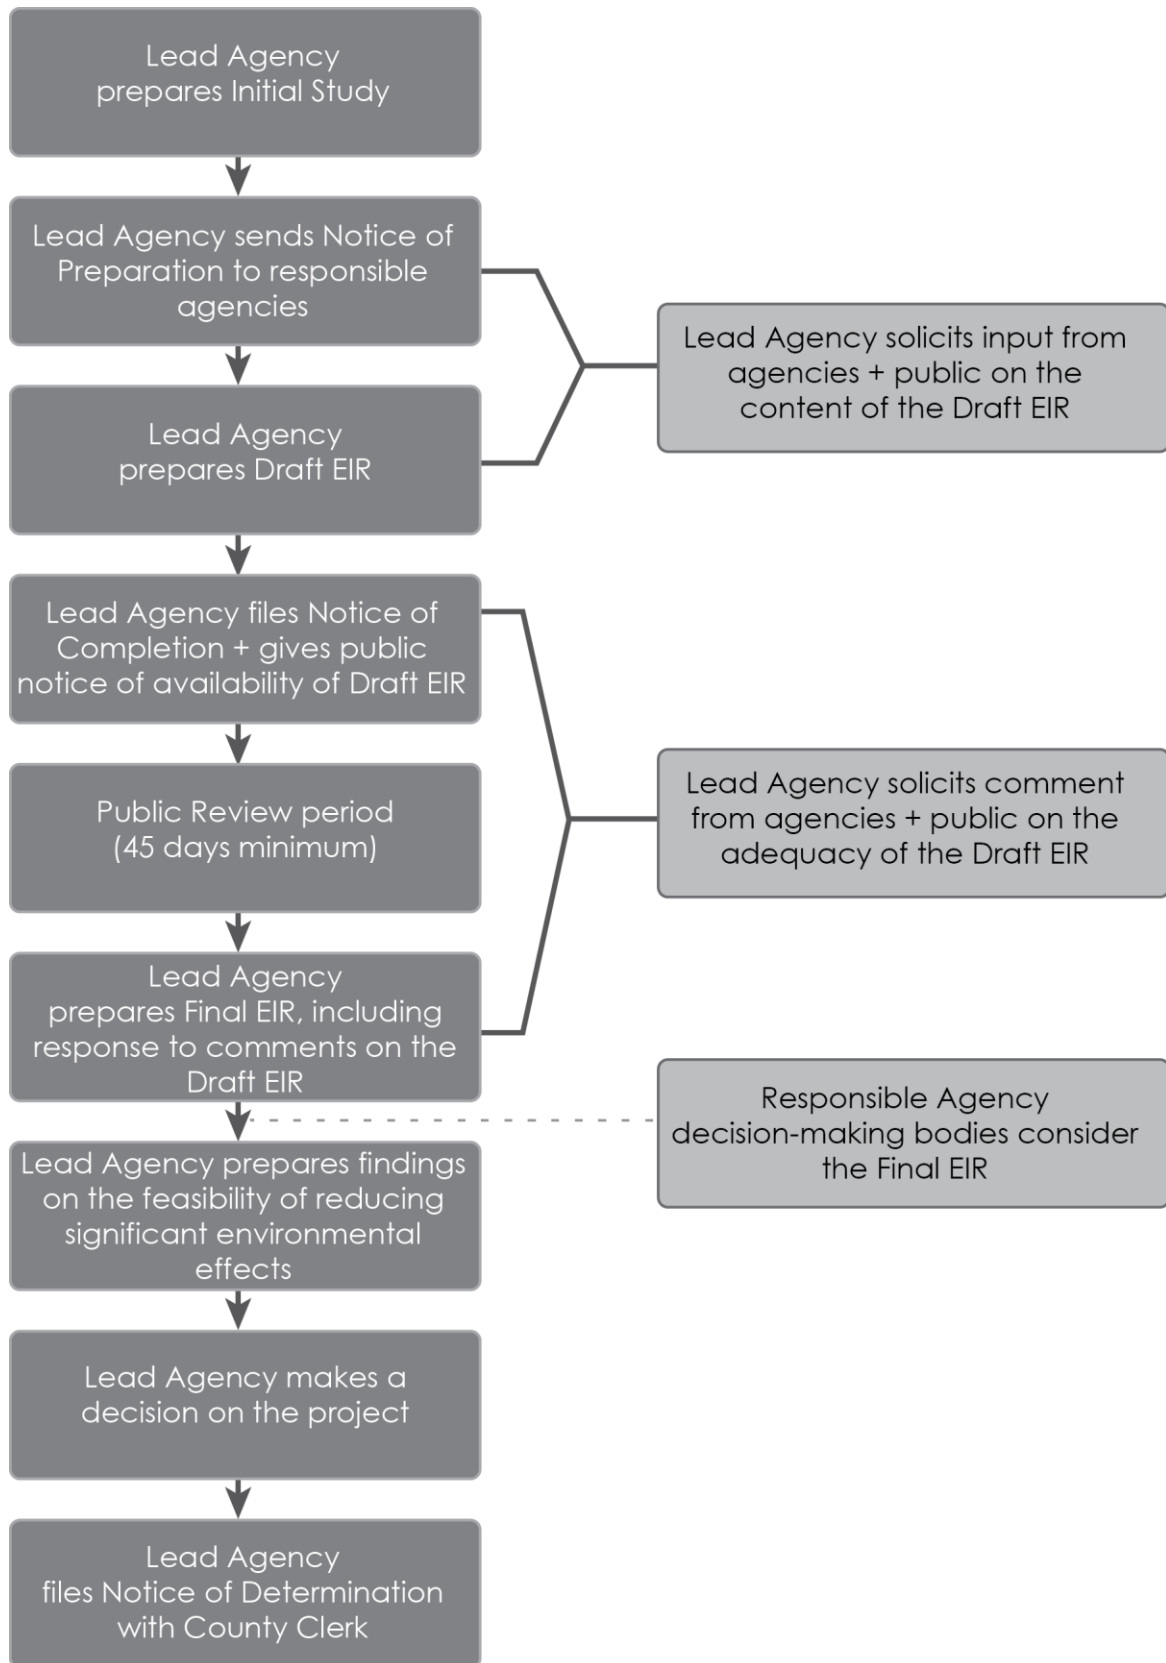 Lead Agency
prepares Initial Study
Lead Agency sends Notice of
Preparation to responsible
agencies
Lead Agency solicits input from
agencies + public on the
content of the Draft EIR
Lead Agency
prepares Draft EIR
Lead Agency files Notice of
Completion + gives public
notice of availability of Draft EIR
Public Review period
(45 days minimum)
Lead Agency solicits comment
from agencies + public on the
adequacy of the Draft EIR
Lead Agency
prepares Final EIR, including
response to comments on the
Draft EIR
Responsible Agency
decision-making bodies consider
the Final EIR
Lead Agency prepares findings
on the feasibility of reducing
significant environmental
effects
Lead Agency makes a
decision on the project
Lead Agency
files Notice of Determination
with County Clerk